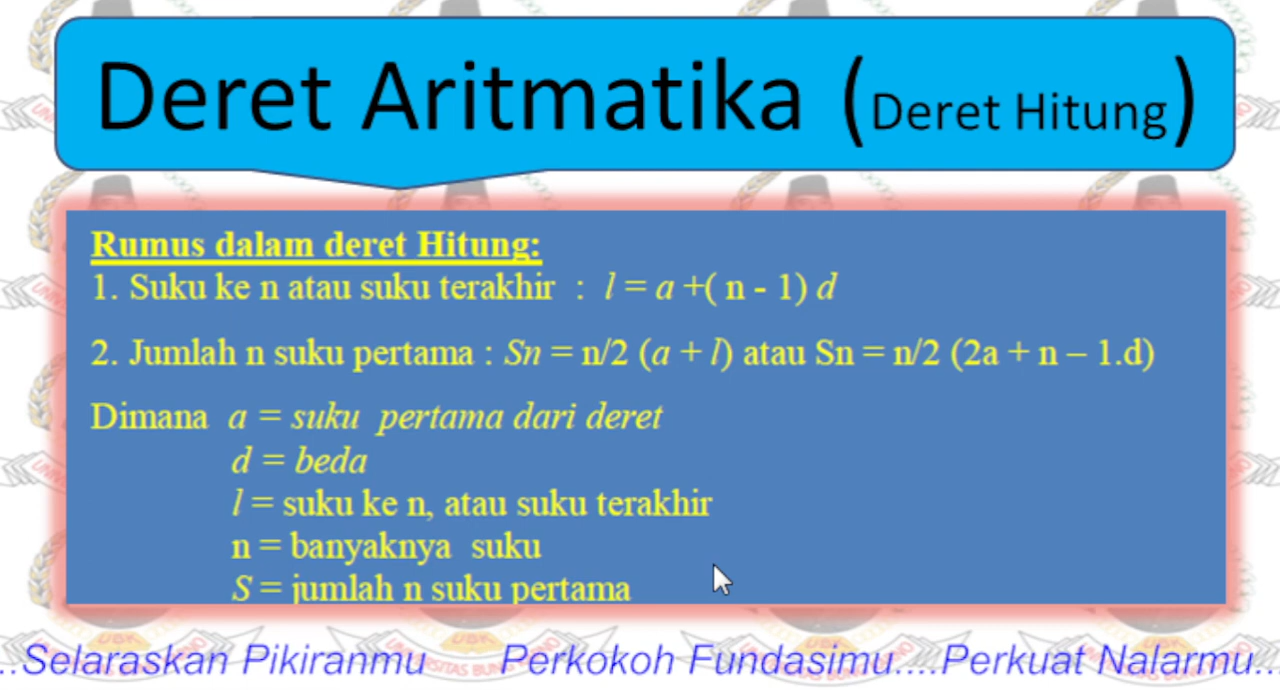 Deret Aritmatika (Deret Hitung)
Rumus dalam deret Hitung:
1. Suku ke n atau suku terakhir : l = a +( n - 1) d
2. Jumlah n suku pertama : Sn = n/2 (a + l) atau Sn = n/2 (2a + n – 1.d)
Dimana a = suku pertama dari deret
d = beda
l = suku ke n, atau suku terakhir
n = banyaknya suku
S = jumlah n suku pertama
...Selaraskan Pikiranmu.....Perkokoh Fundasimu....Perkuat Nalarmu...